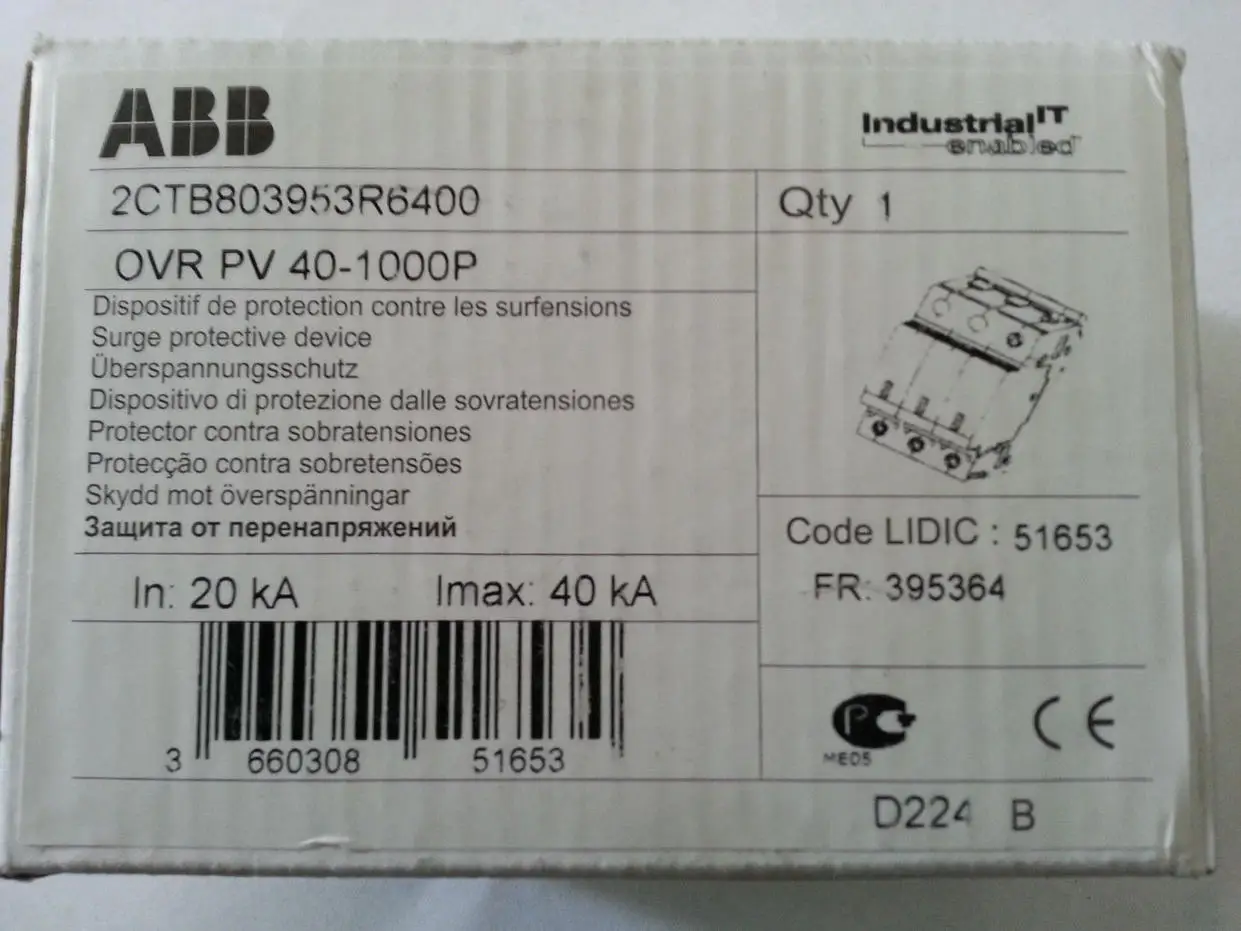 ABB
Industrial IT
enabled
2CTB803953R6400
Qty 1
OVR PV 40-1000P
Dispositif de protection contre les surfensions
Surge protective device
Überspannungsschutz
Dispositivo di protezione dalle sovratensiones
Protector contra sobratensiones
Protecção contra sobretensões
Skydd mot överspänningar
Защита от перенапряжений
Code LIDIC : 51653
FR: 395364
In: 20 kA Imax: 40 kA
3 660308 51653
ME05
CE
D224 B